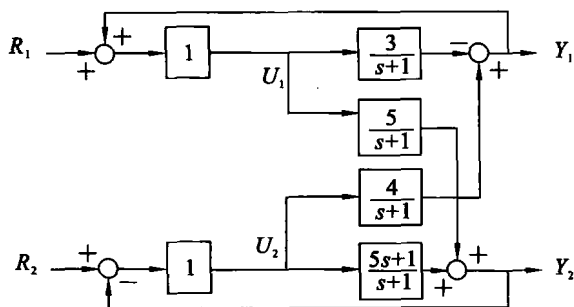 +
R₁ + 1 3/(s+1) − + Y₁
U₁
5/(s+1)
4/(s+1)
R₂ + − 1 U₂ (5s+1)/(s+1) + + Y₂